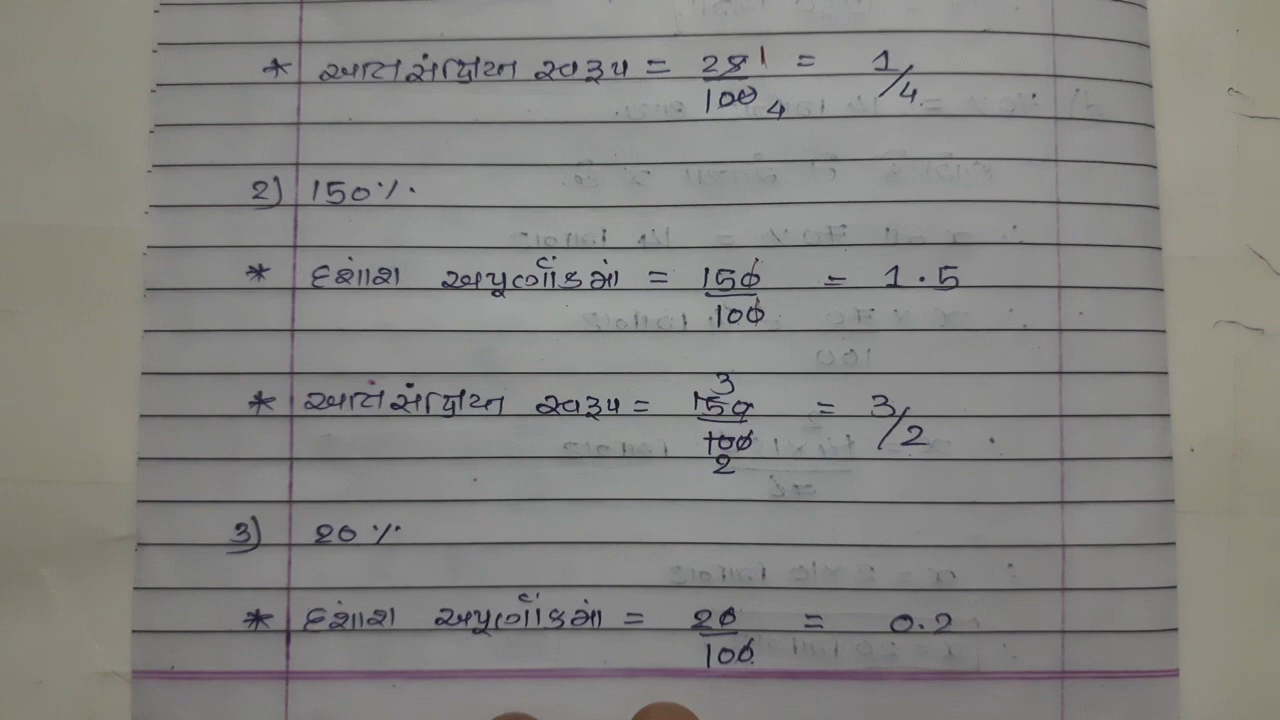 * અતિસંક્ષિપ્ત સ્વરૂપ = 25/100 = 1/4
2) 150%
* દશાંશ અપૂર્ણાંકમાં = 150/100 = 1.5
* અતિસંક્ષિપ્ત સ્વરૂપ = 150/100 = 3/2
3) 20%
* દશાંશ અપૂર્ણાંકમાં = 20/100 = 0.2